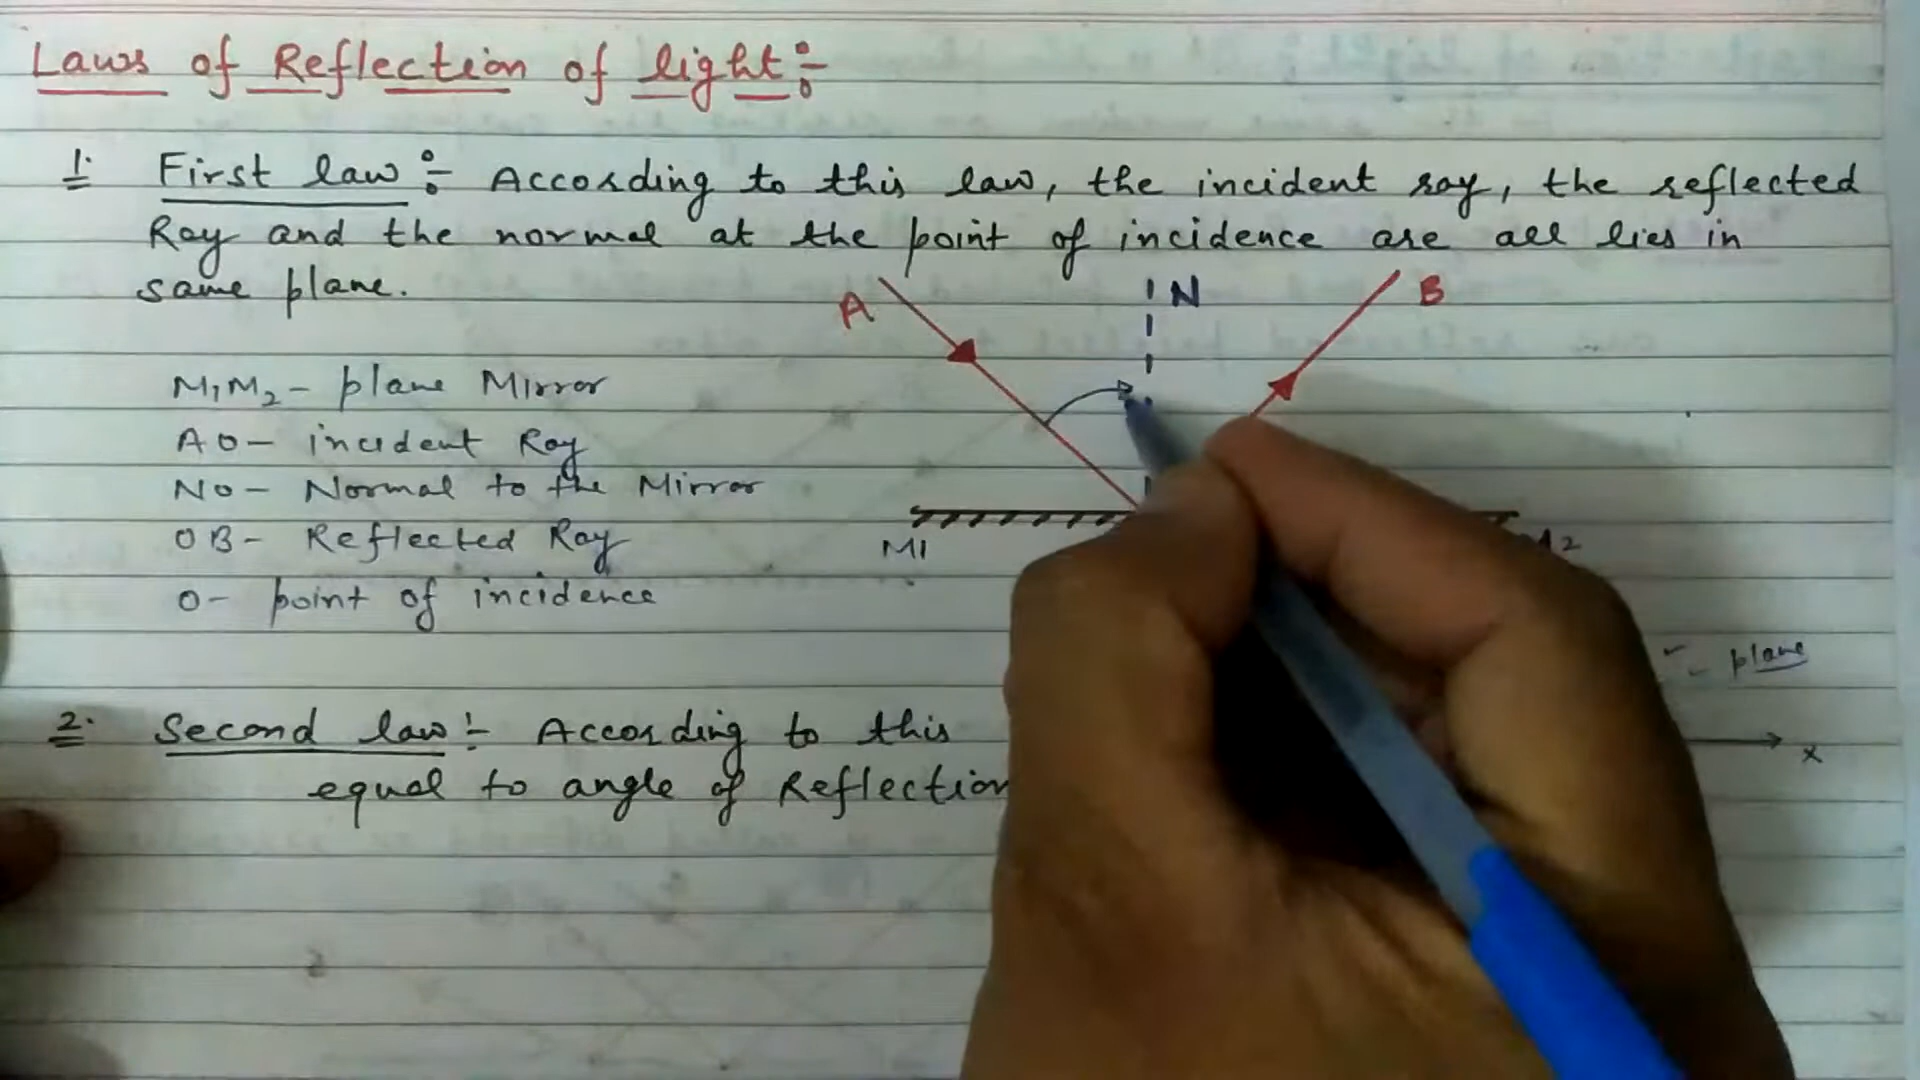 Laws of Reflection of light:-
1. First law:- According to this law, the incident ray, the reflected
Ray and the normal at the point of incidence are all lies in
same plane.
A
N
B
M1M2 - plane Mirror
AO - incident Ray
NO - Normal to the Mirror
OB - Reflected Ray
O - point of incidence
M1
plane
x
2. Second law:- According to this
equal to angle of Reflection